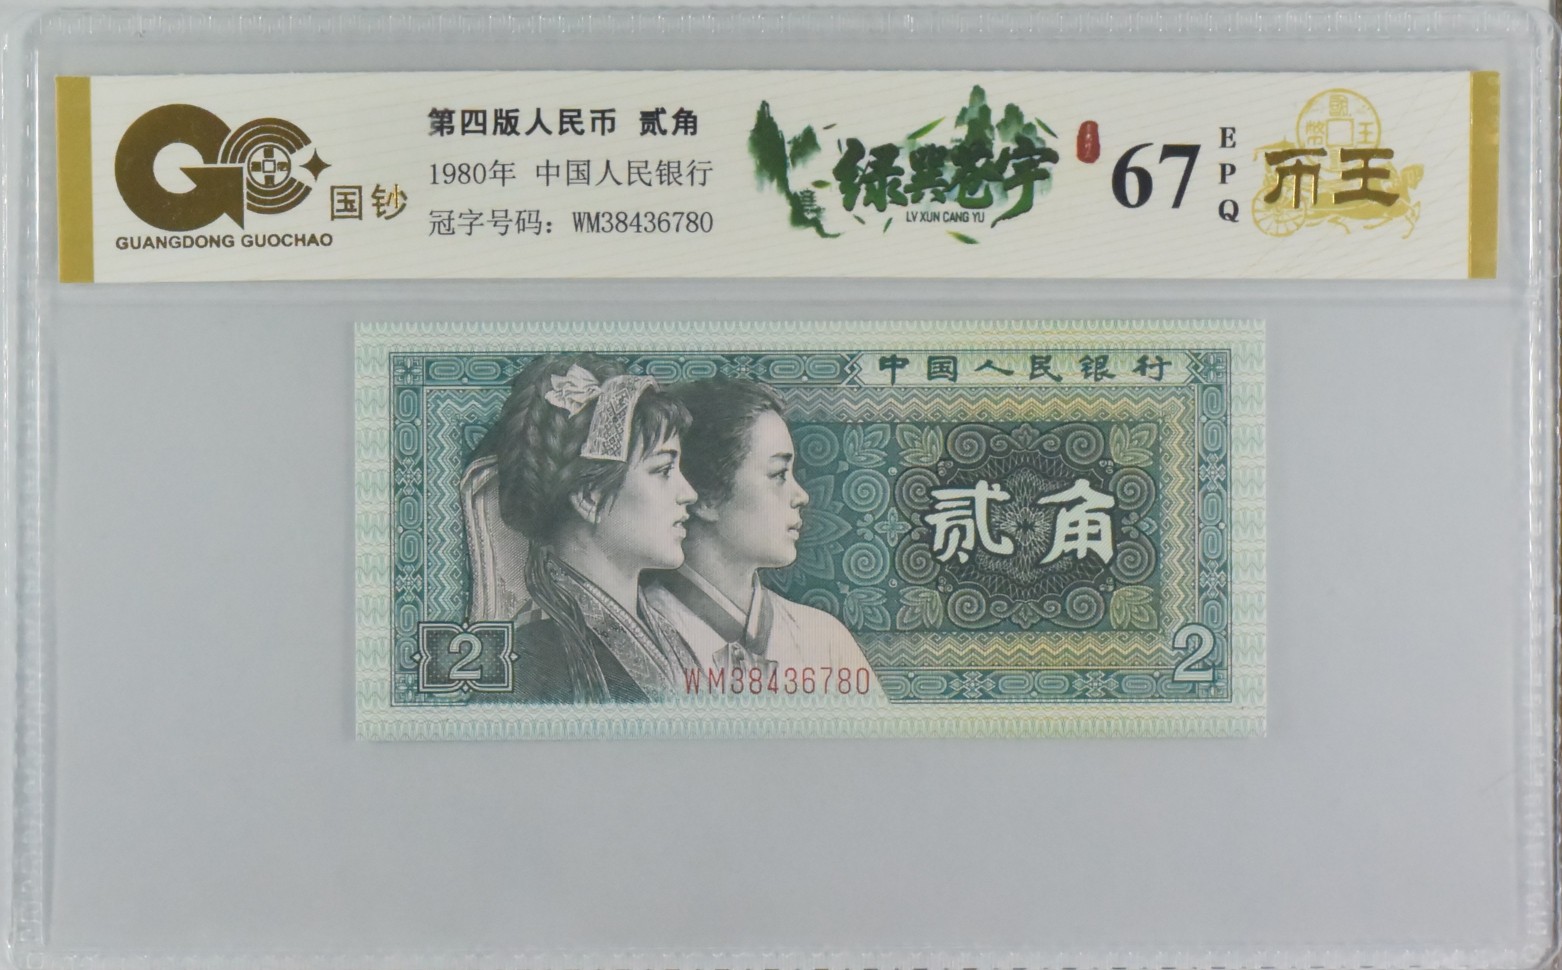 国钞
GUANGDONG GUOCHAO
第四版人民币 贰角
1980年 中国人民银行
冠字号码：WM38436780
绿巽苍宇
LV XUN CANG YU
67
EPQ
币王
中国人民银行
贰角
2
2
WM38436780